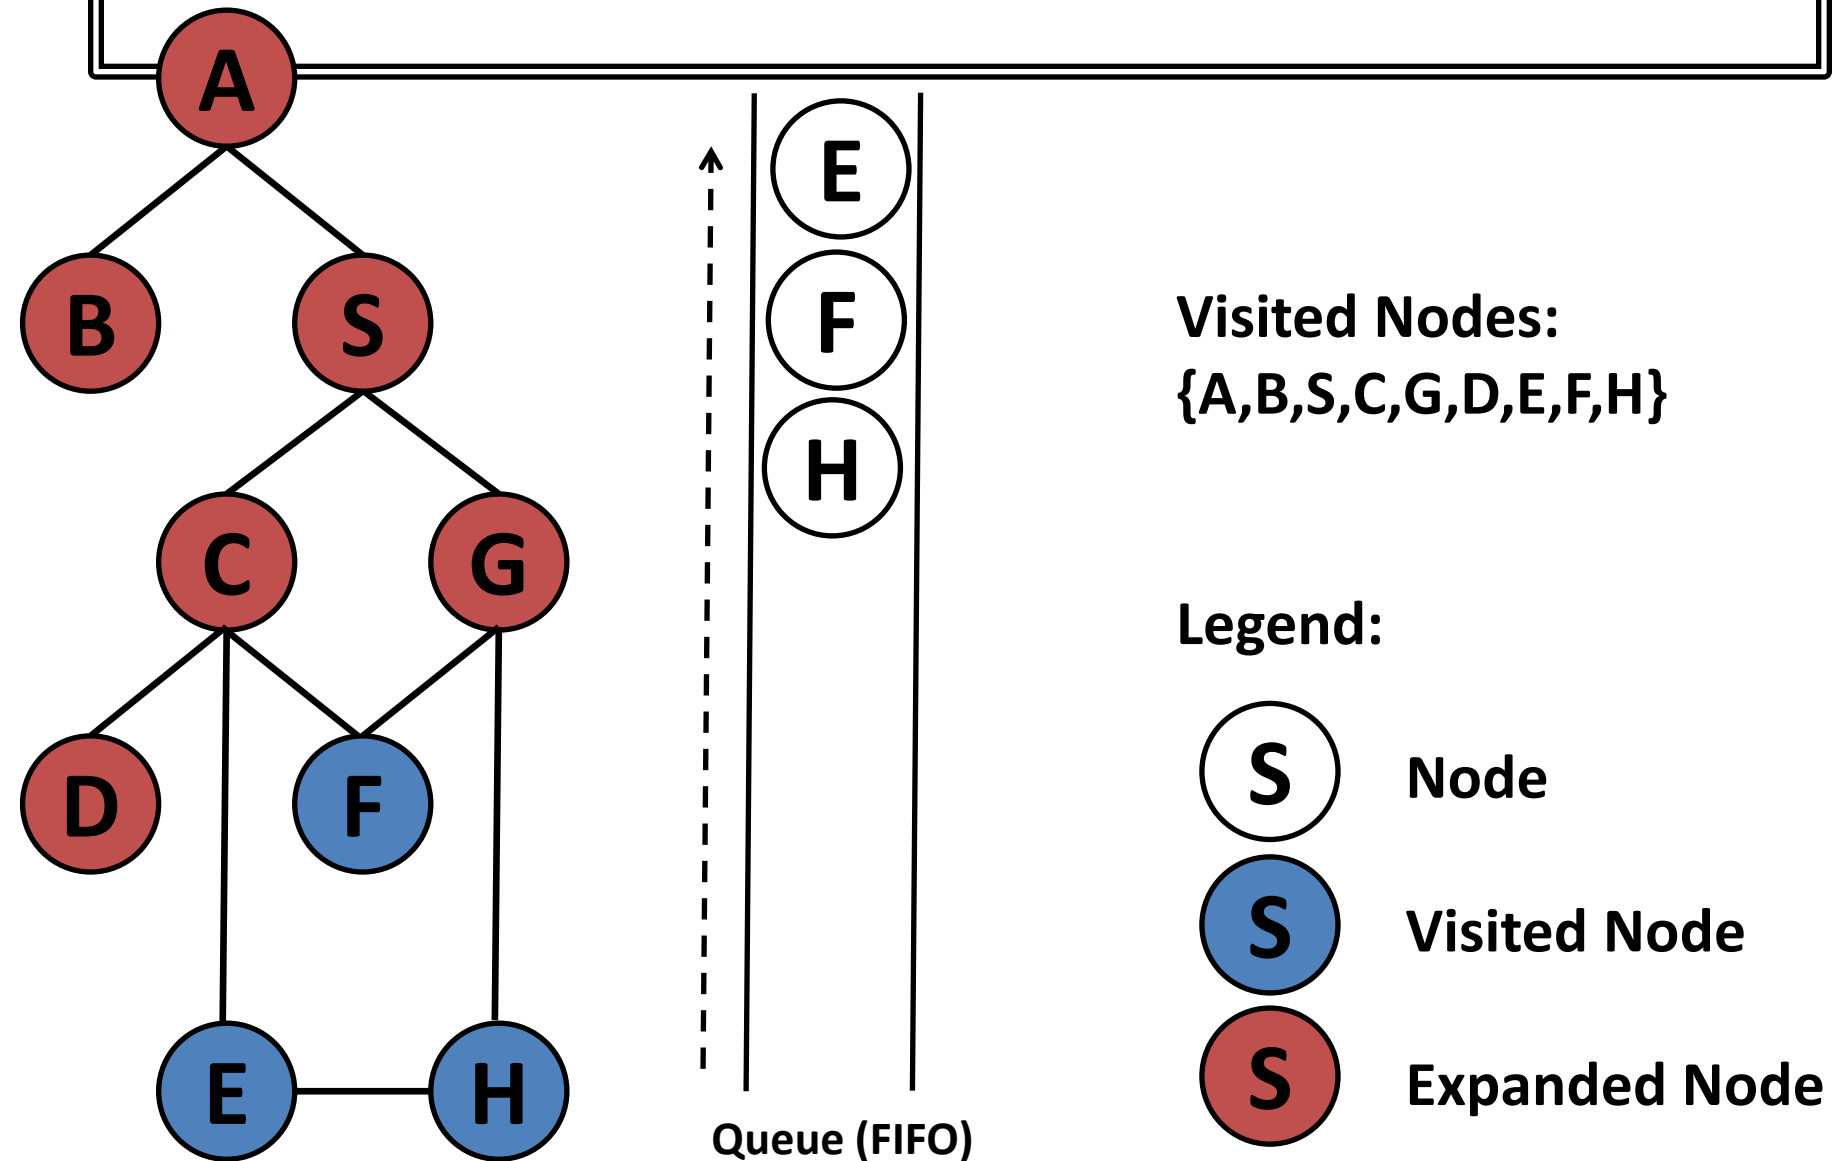 A
B
S
C
G
D
F
E
H
E
F
H
Queue (FIFO)
Visited Nodes:
{A,B,S,C,G,D,E,F,H}
Legend:
S Node
S Visited Node
S Expanded Node